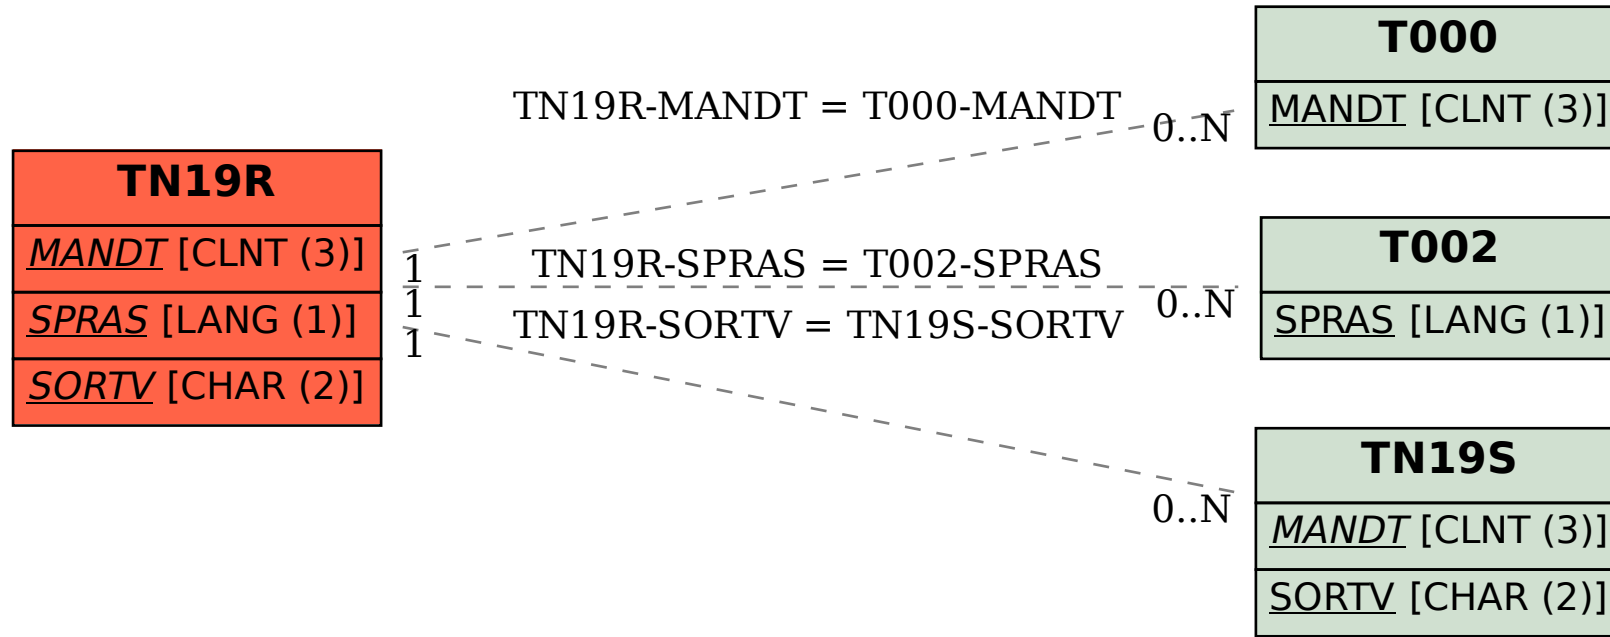 TN19R
MANDT [CLNT (3)]
SPRAS [LANG (1)]
SORTV [CHAR (2)]
TN19R-MANDT = T000-MANDT
0..N
1
TN19R-SPRAS = T002-SPRAS
0..N
1
TN19R-SORTV = TN19S-SORTV
0..N
1
T000
MANDT [CLNT (3)]
T002
SPRAS [LANG (1)]
TN19S
MANDT [CLNT (3)]
SORTV [CHAR (2)]